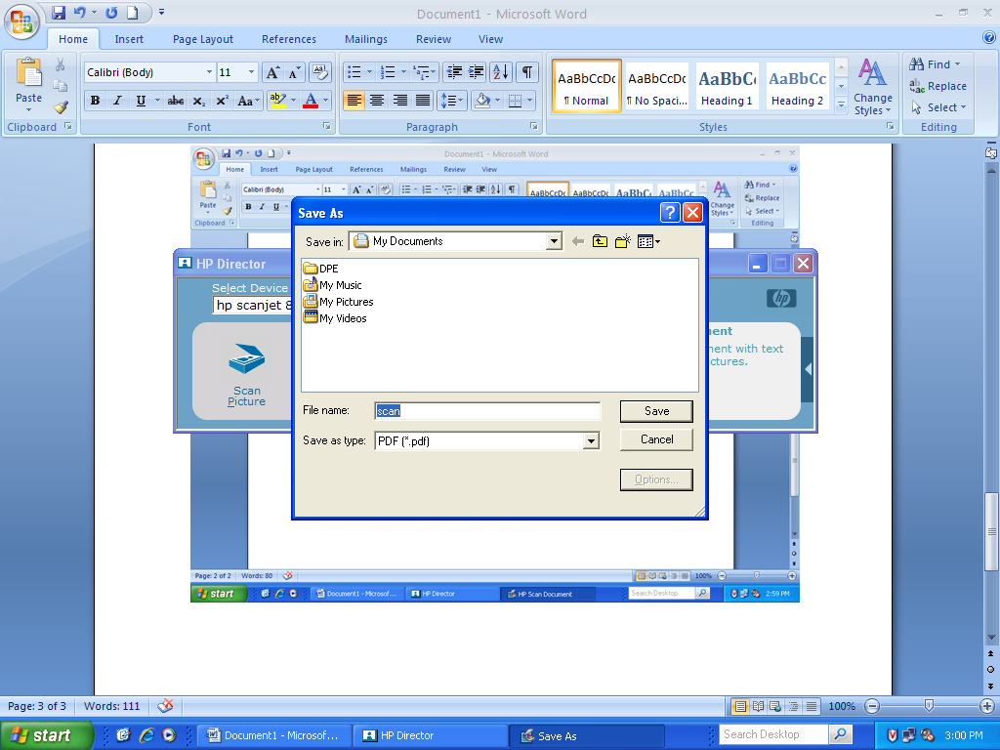 Document1 - Microsoft Word
Home Insert Page Layout References Mailings Review View
Paste
Calibri (Body) 11
B I U abc X₂ X² Aa ab A
AaBbCcDc AaBbCcDc AaBbC AaBbCc
¶ Normal ¶ No Spaci... Heading 1 Heading 2
Change Styles
Find
Replace
Select
Clipboard Font Paragraph Styles Editing
Document1 - Microsoft Word
Home Insert Page Layout References Mailings Review View
Calibri (Body) 11
Paste
B I U
AaBbCcDc AaBbCcDc AaBbC AaBbCc
Change Styles
Find
Replace
Select
Clipboard
Editing
Save As
Save in: My Documents
DPE
My Music
My Pictures
My Videos
File name: scan Save
Save as type: PDF (*.pdf) Cancel
Options...
HP Director
Select Device
hp scanjet 8
hp
Scan
Picture
ment
ment with text
ctures.
Page: 2 of 2 Words: 80 100%
start Document1 - Microsof... HP Director HP Scan Document Search Desktop 2:59 PM
Page: 3 of 3 Words: 111 100%
start Document1 - Microsof... HP Director Save As Search Desktop 3:00 PM